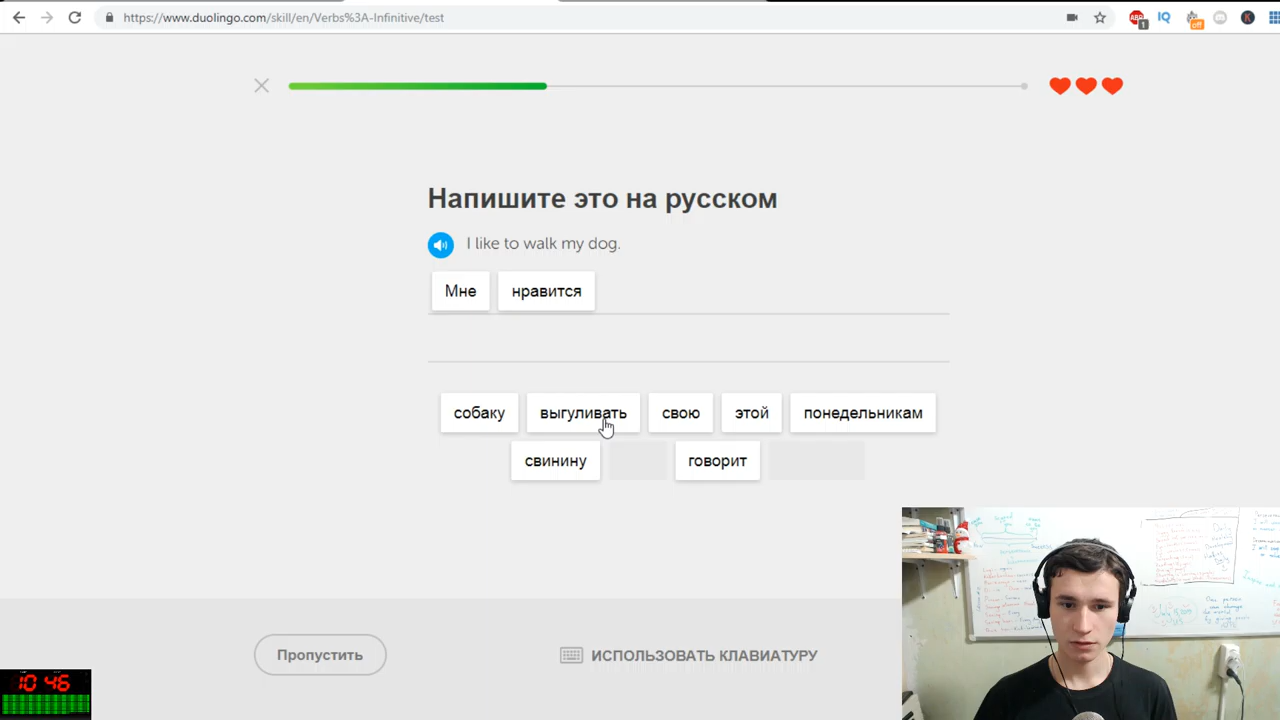 https://www.duolingo.com/skill/en/Verbs%3A-Infinitive/test
Напишите это на русском
I like to walk my dog.
Мне нравится
собаку выгуливать свою этой понедельникам
свинину говорит
Пропустить ИСПОЛЬЗОВАТЬ КЛАВИАТУРУ
10 46